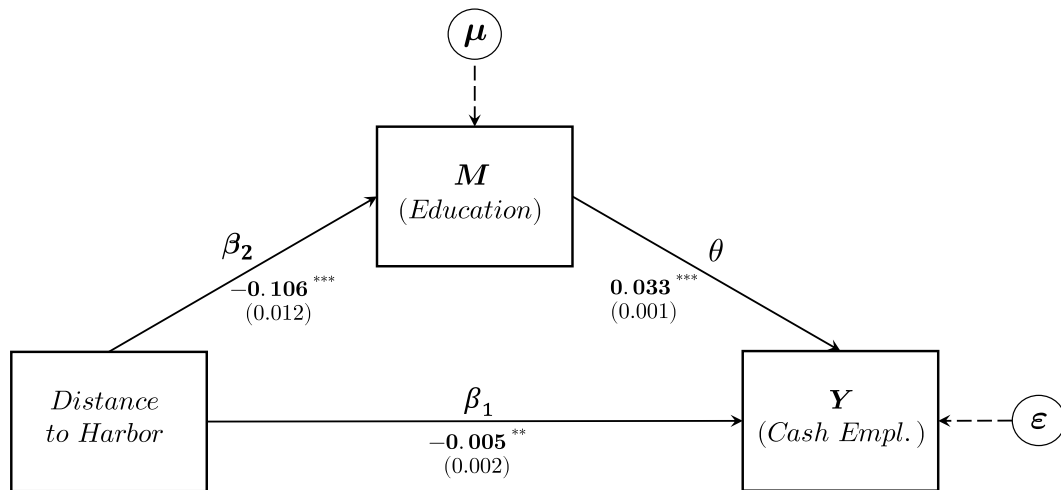 μ
M
(Education)
β₂
−0.106***
(0.012)
θ
0.033***
(0.001)
Distance
to Harbor
β₁
−0.005**
(0.002)
Y
(Cash Empl.)
ε